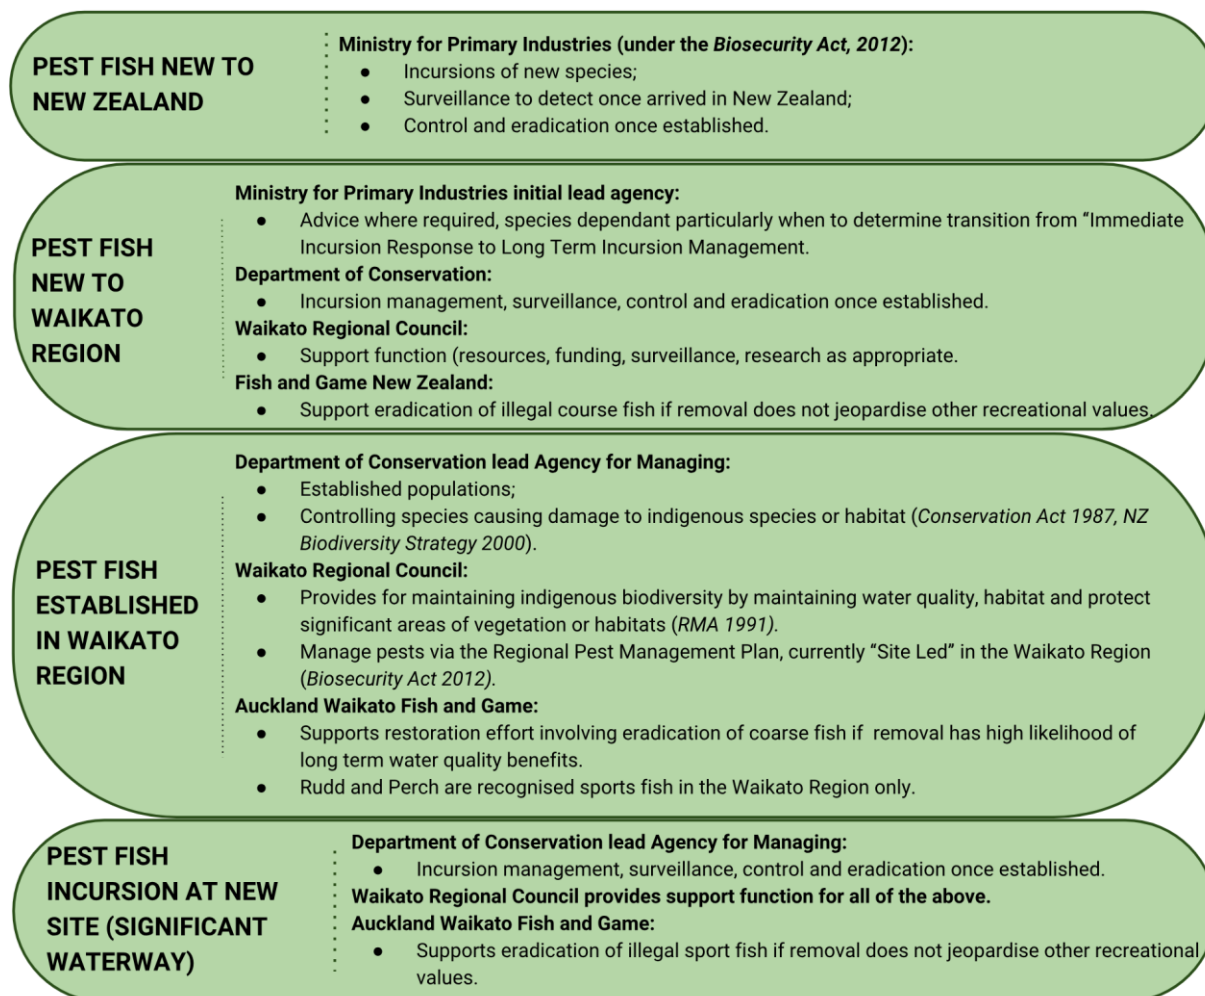 PEST FISH NEW TO
NEW ZEALAND
Ministry for Primary Industries (under the Biosecurity Act, 2012):
● Incursions of new species;
● Surveillance to detect once arrived in New Zealand;
● Control and eradication once established.
PEST FISH
NEW TO
WAIKATO
REGION
Ministry for Primary Industries initial lead agency:
● Advice where required, species dependant particularly when to determine transition from “Immediate
Incursion Response to Long Term Incursion Management.
Department of Conservation:
● Incursion management, surveillance, control and eradication once established.
Waikato Regional Council:
● Support function (resources, funding, surveillance, research as appropriate.
Fish and Game New Zealand:
● Support eradication of illegal course fish if removal does not jeopardise other recreational values.
PEST FISH
ESTABLISHED
IN WAIKATO
REGION
Department of Conservation lead Agency for Managing:
● Established populations;
● Controlling species causing damage to indigenous species or habitat (Conservation Act 1987, NZ
Biodiversity Strategy 2000).
Waikato Regional Council:
● Provides for maintaining indigenous biodiversity by maintaining water quality, habitat and protect
significant areas of vegetation or habitats (RMA 1991).
● Manage pests via the Regional Pest Management Plan, currently “Site Led” in the Waikato Region
(Biosecurity Act 2012).
Auckland Waikato Fish and Game:
● Supports restoration effort involving eradication of coarse fish if removal has high likelihood of
long term water quality benefits.
● Rudd and Perch are recognised sports fish in the Waikato Region only.
PEST FISH
INCURSION AT NEW
SITE (SIGNIFICANT
WATERWAY)
Department of Conservation lead Agency for Managing:
● Incursion management, surveillance, control and eradication once established.
Waikato Regional Council provides support function for all of the above.
Auckland Waikato Fish and Game:
● Supports eradication of illegal sport fish if removal does not jeopardise other recreational
values.